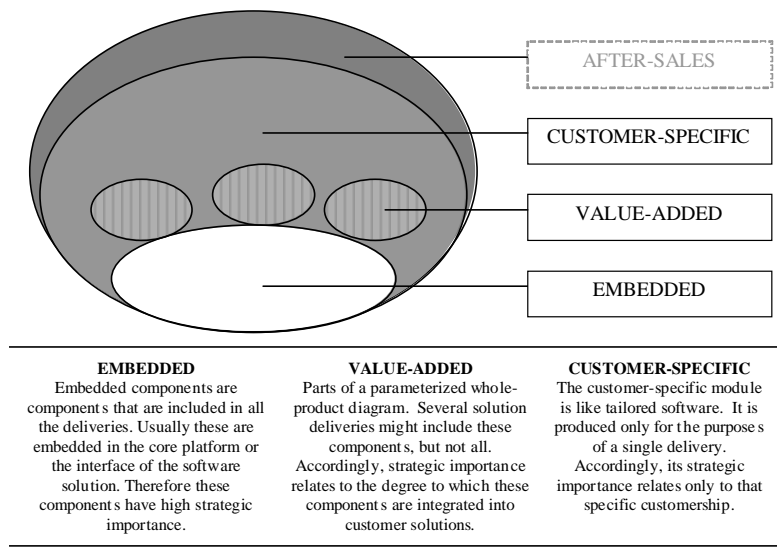 AFTER-SALES
CUSTOMER-SPECIFIC
VALUE-ADDED
EMBEDDED
EMBEDDED
Embedded components are
components that are included in all
the deliveries. Usually these are
embedded in the core platform or
the interface of the software
solution. Therefore these
components have high strategic
importance.
VALUE-ADDED
Parts of a parameterized whole-
product diagram. Several solution
deliveries might include these
components, but not all.
Accordingly, strategic importance
relates to the degree to which these
components are integrated into
customer solutions.
CUSTOMER-SPECIFIC
The customer-specific module
is like tailored software. It is
produced only for the purposes
of a single delivery.
Accordingly, its strategic
importance relates only to that
specific customership.